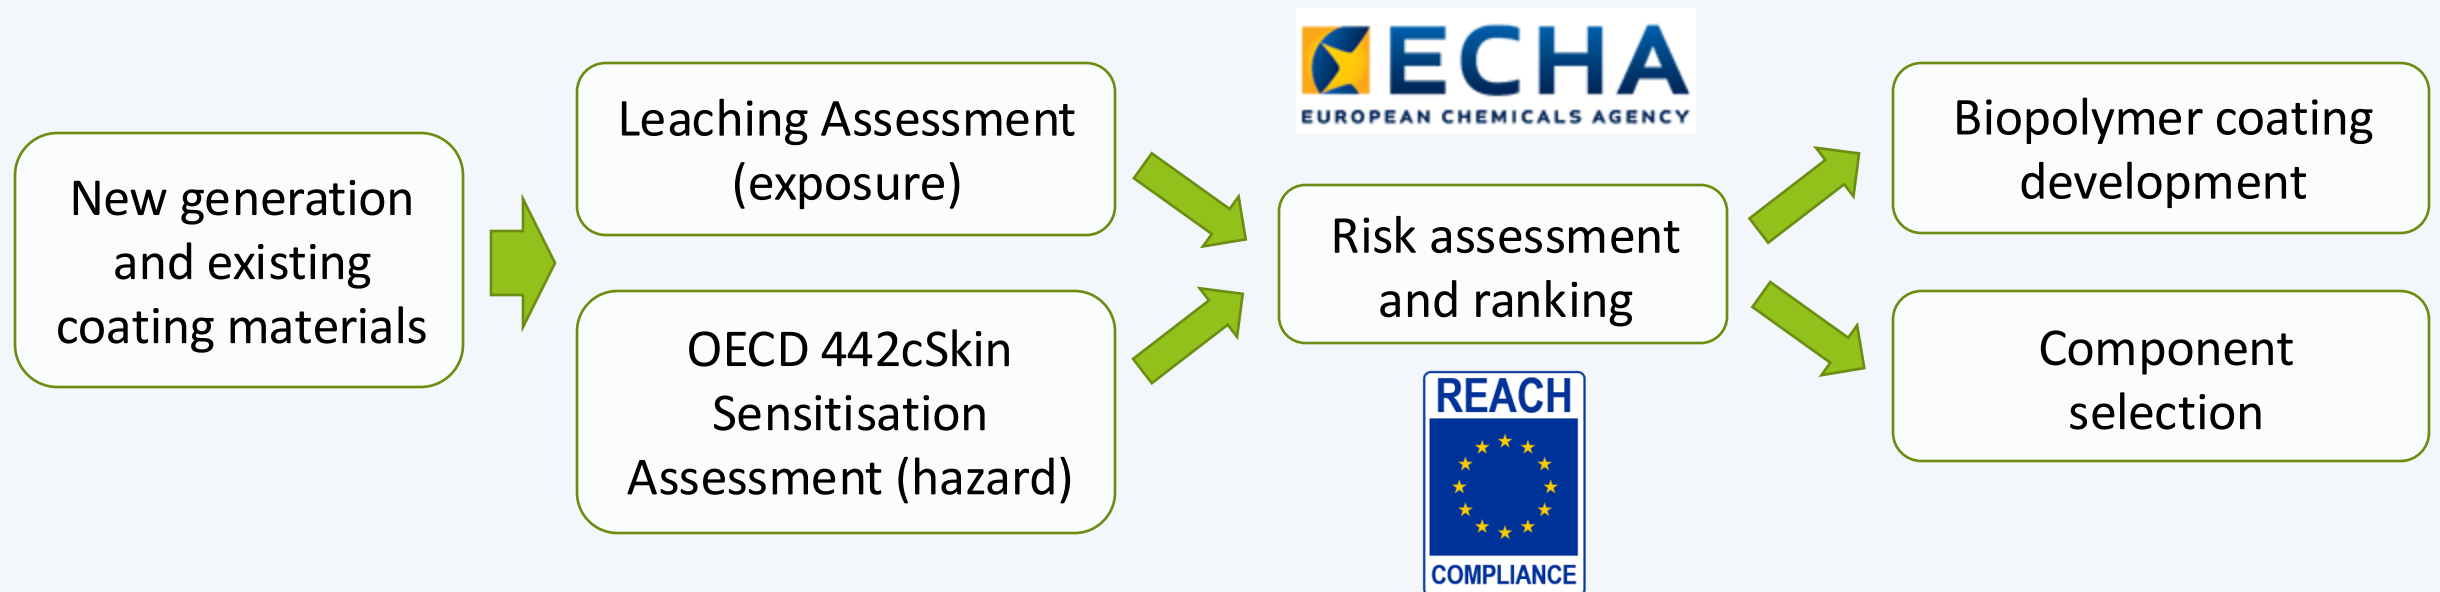 New generation
and existing
coating materials
Leaching Assessment
(exposure)
OECD 442cSkin
Sensitisation
Assessment (hazard)
ECHA
EUROPEAN CHEMICALS AGENCY
Risk assessment
and ranking
REACH
COMPLIANCE
Biopolymer coating
development
Component
selection